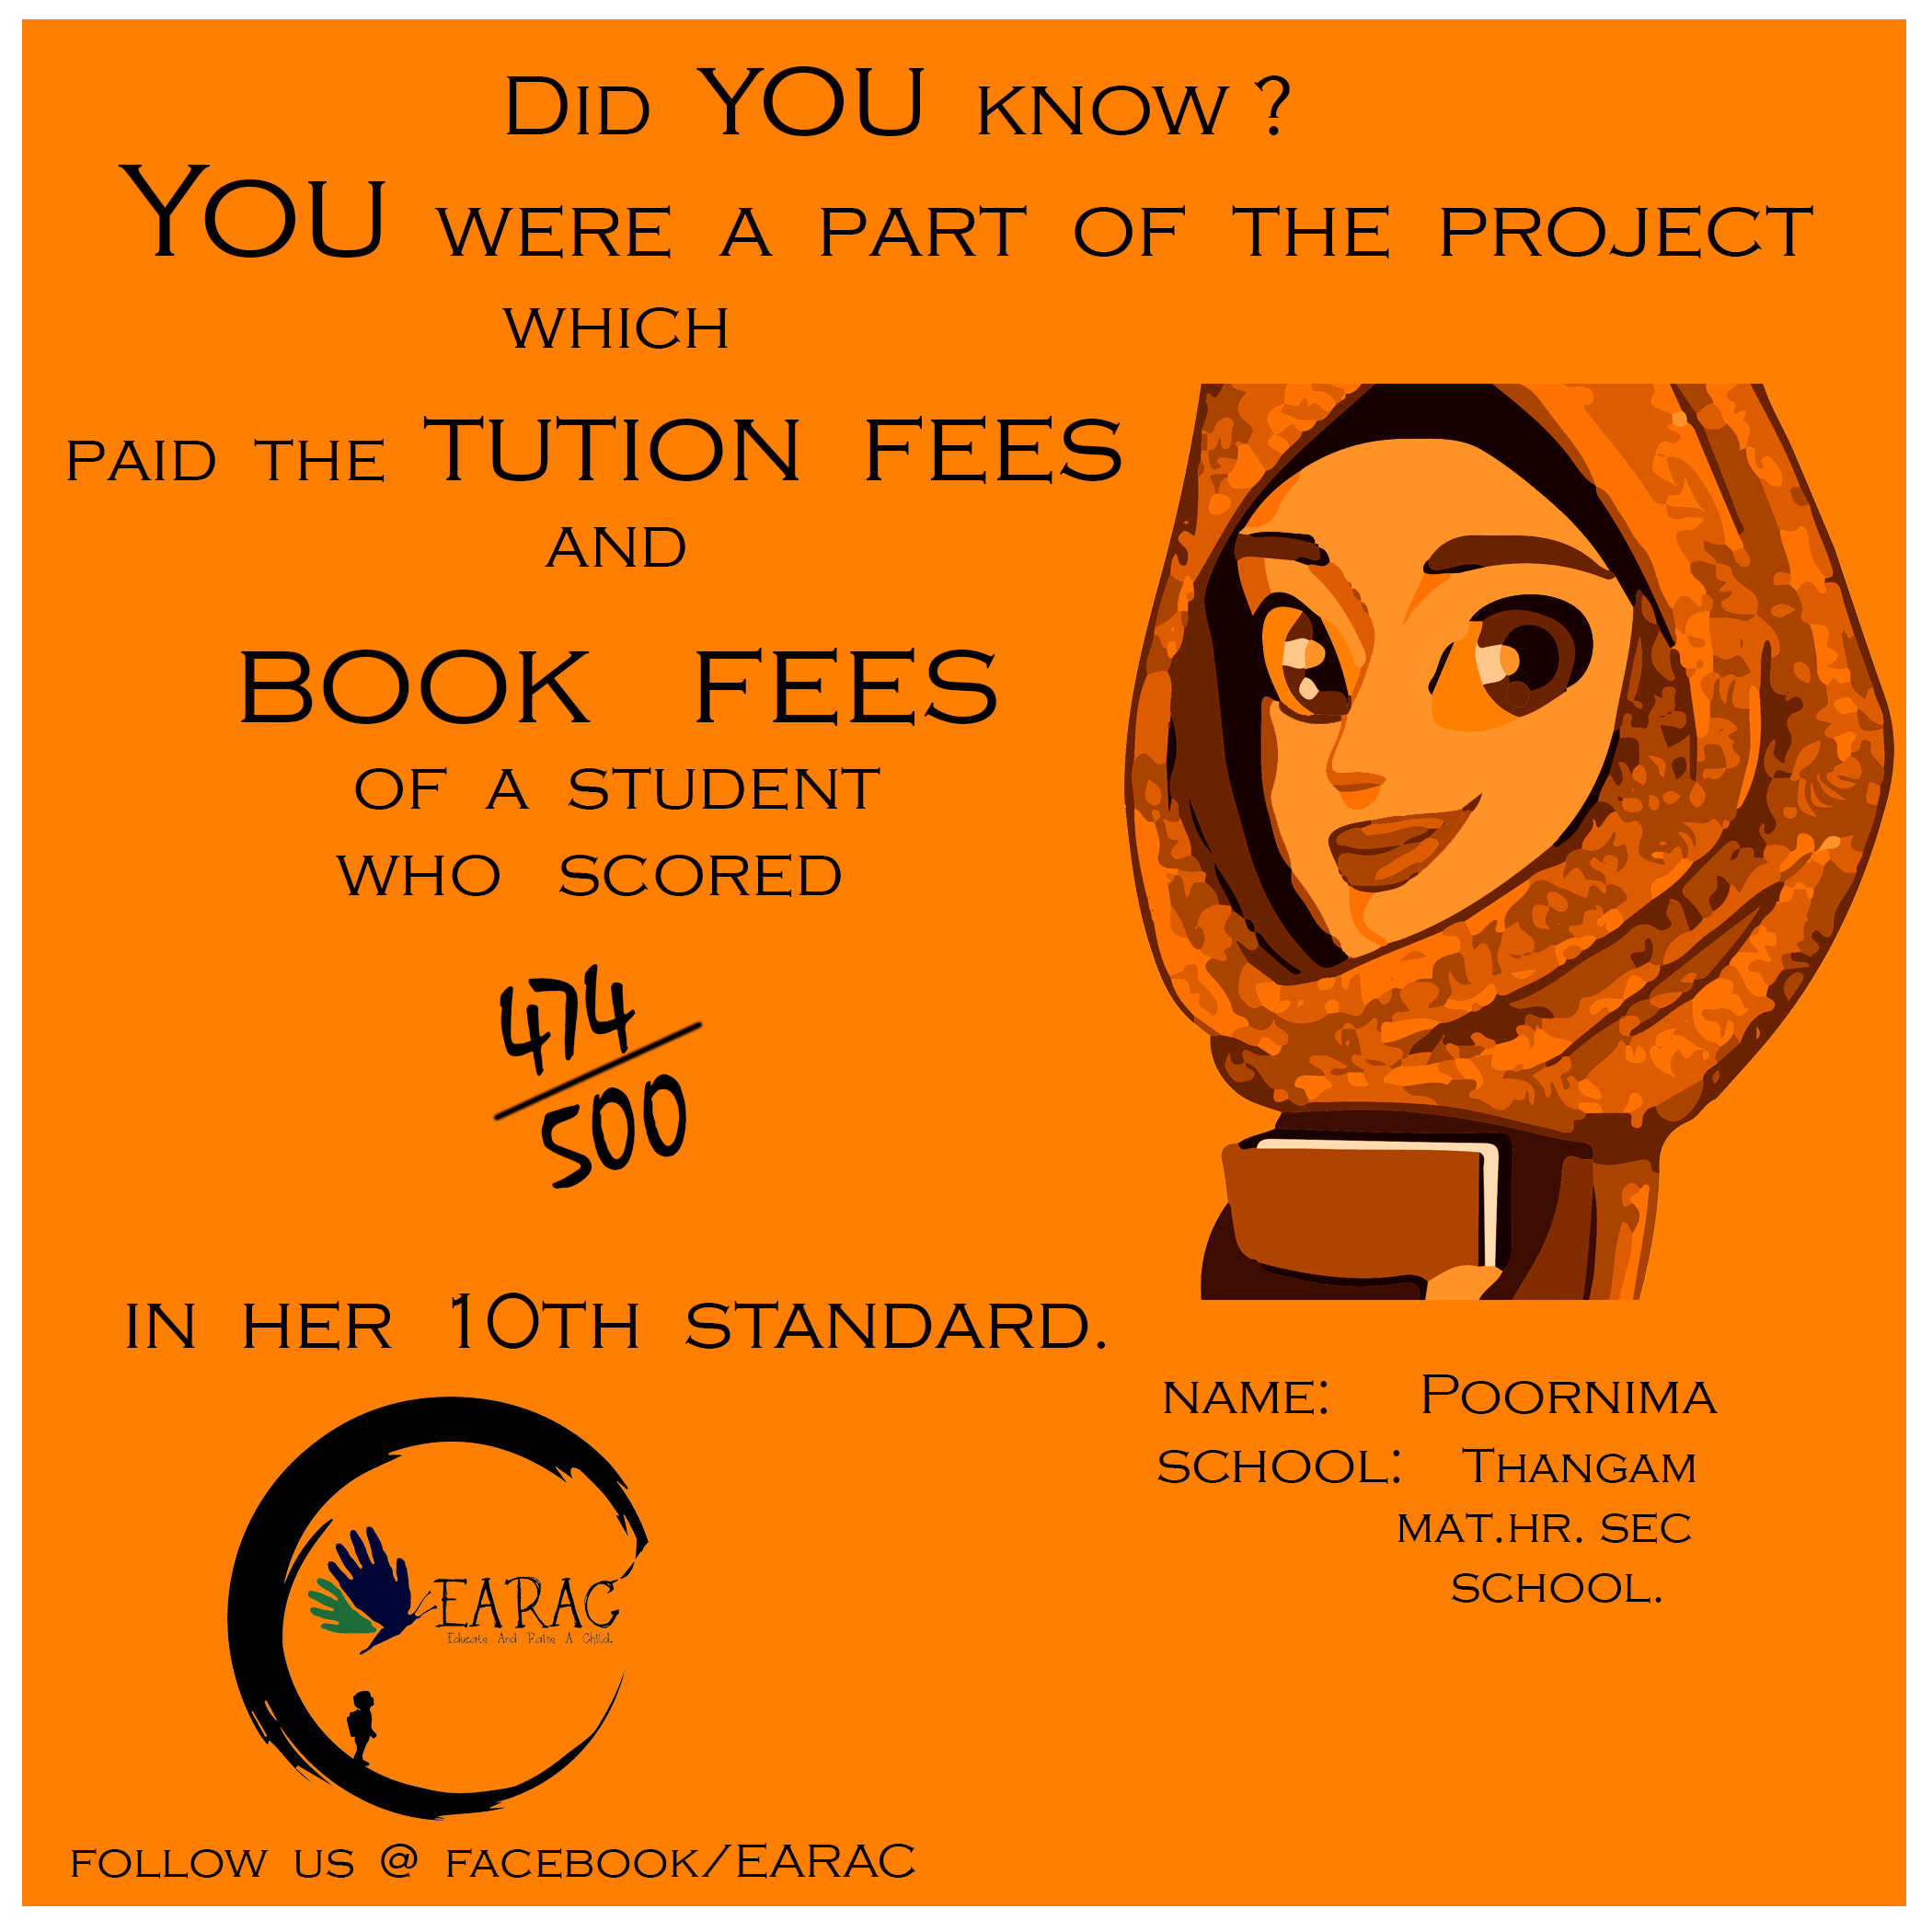 Did YOU know ?
You were a part of the project
which
paid the TUTION FEES
and
BOOK FEES
of a student
who scored
474
500
in her 10th standard.
name: Poornima
school: Thangam
mat.hr. sec
school.
EARAC
Educate And Raise A Child.
follow us @ facebook/EARAC